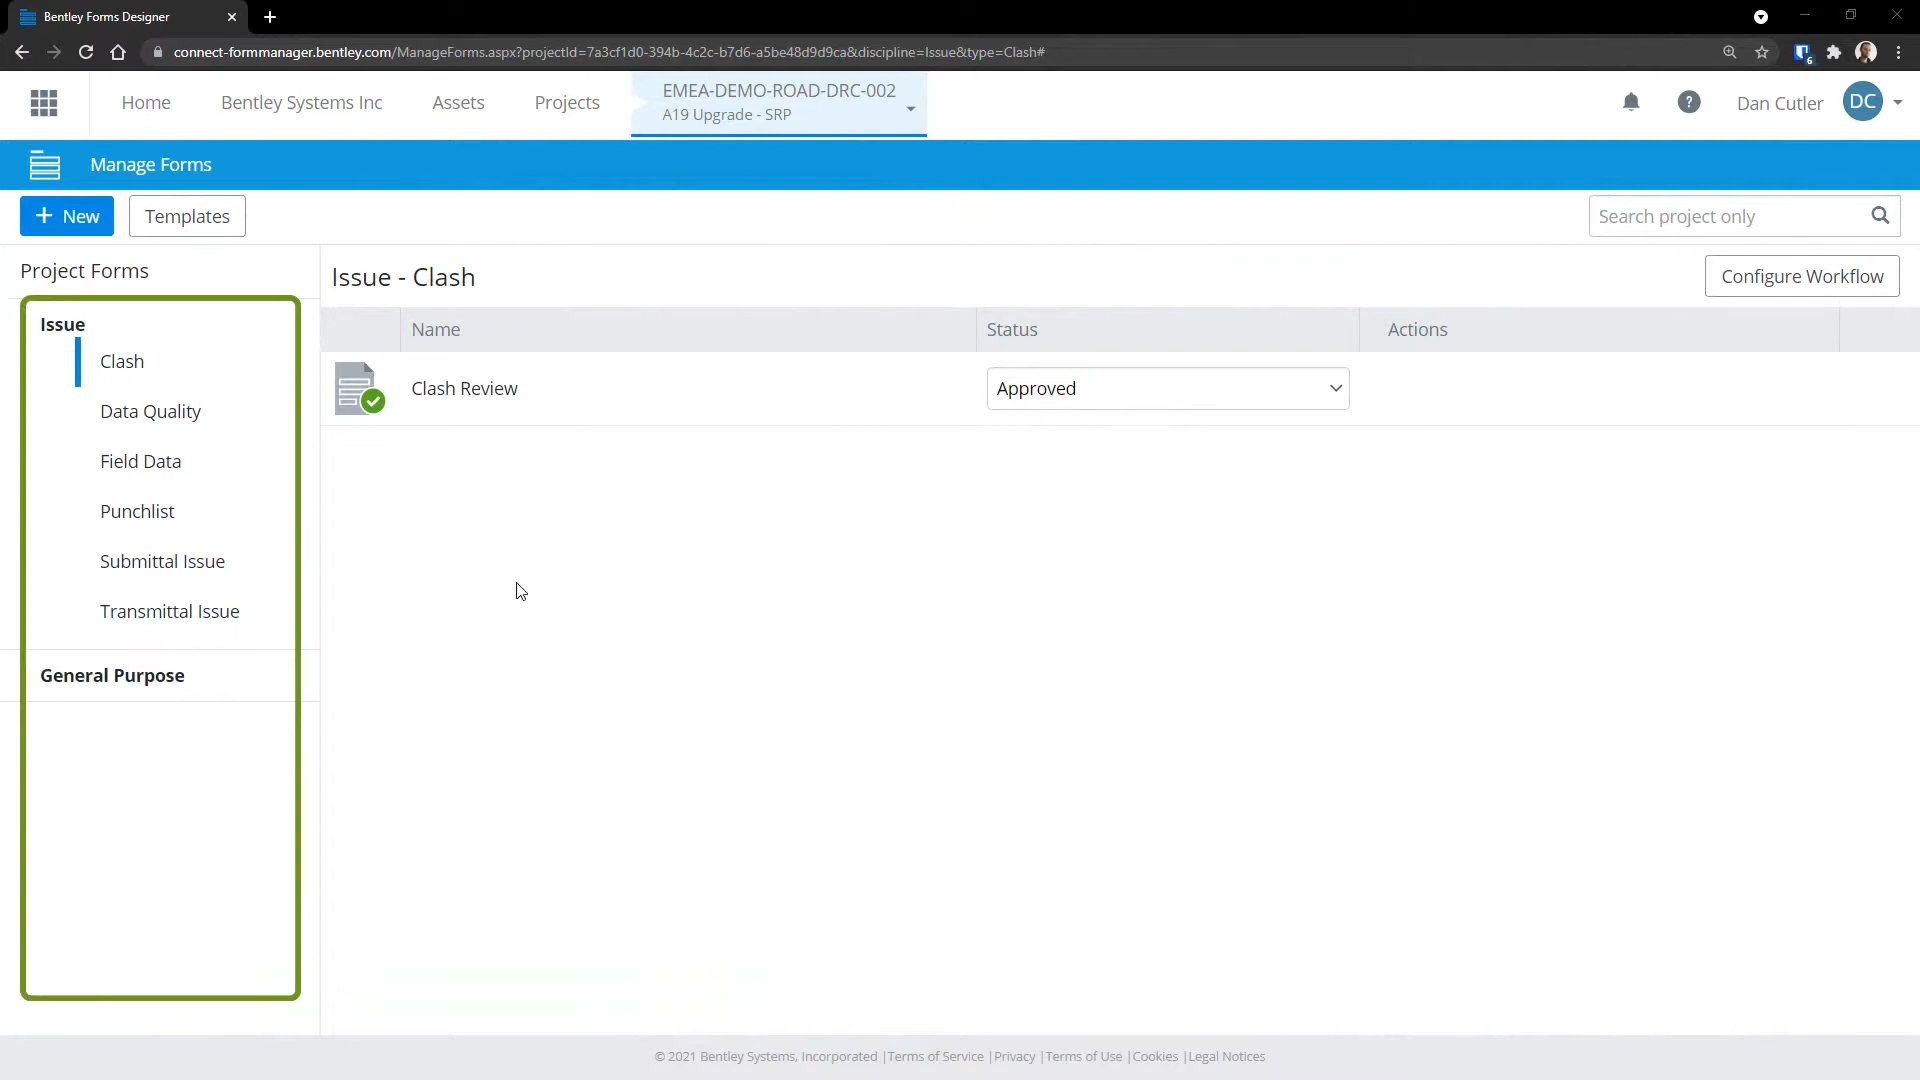 Bentley Forms Designer
connect-formmanager.bentley.com/ManageForms.aspx?projectId=7a3cf1d0-394b-4c2c-b7d6-a5be48d9d9ca&discipline=Issue&type=Clash#
6
Home
Bentley Systems Inc
Assets
Projects
EMEA-DEMO-ROAD-DRC-002
A19 Upgrade - SRP
?
Dan Cutler
DC
Manage Forms
+ New
Templates
Search project only
Project Forms
Issue
Clash
Data Quality
Field Data
Punchlist
Submittal Issue
Transmittal Issue
General Purpose
Issue - Clash
Configure Workflow
Name
Status
Actions
Clash Review
Approved
© 2021 Bentley Systems, Incorporated |Terms of Service |Privacy |Terms of Use |Cookies |Legal Notices